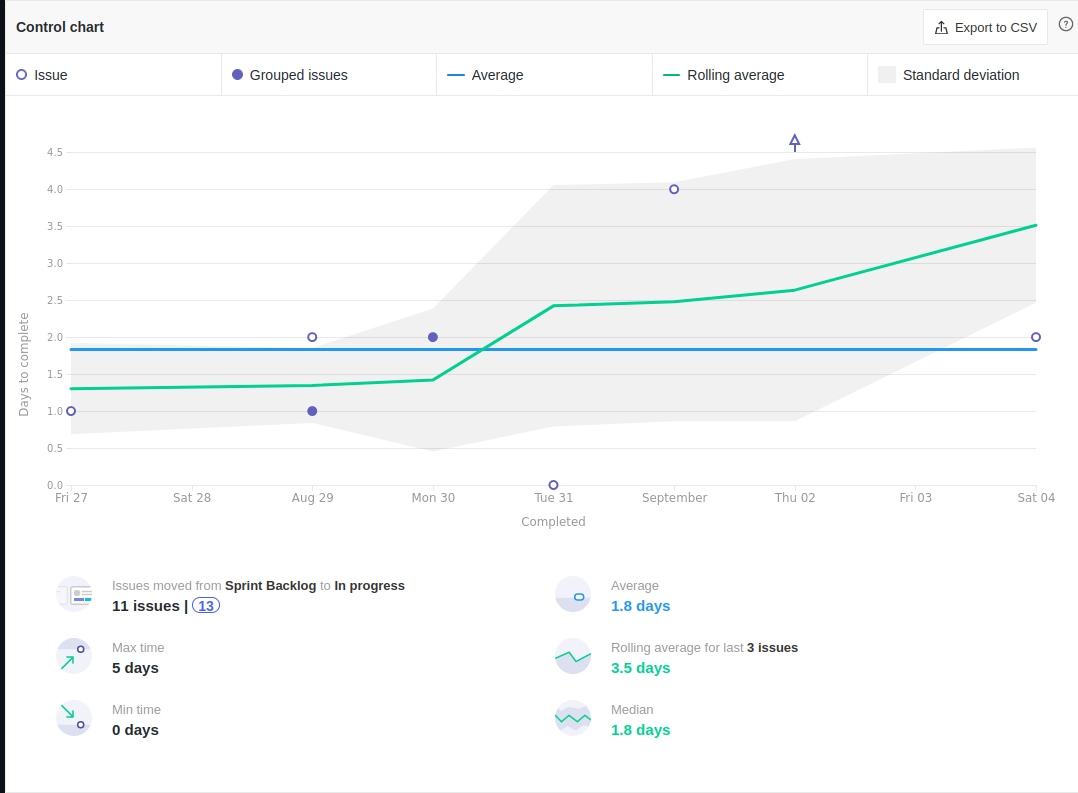 Control chart
Export to CSV
?
Issue
Grouped issues
Average
Rolling average
Standard deviation
4.5
4.0
3.5
3.0
2.5
2.0
1.5
1.0
0.5
0.0
Days to complete
Fri 27 Sat 28 Aug 29 Mon 30 Tue 31 September Thu 02 Fri 03 Sat 04
Completed
Issues moved from Sprint Backlog to In progress
11 issues | 13
Average
1.8 days
Max time
5 days
Rolling average for last 3 issues
3.5 days
Min time
0 days
Median
1.8 days